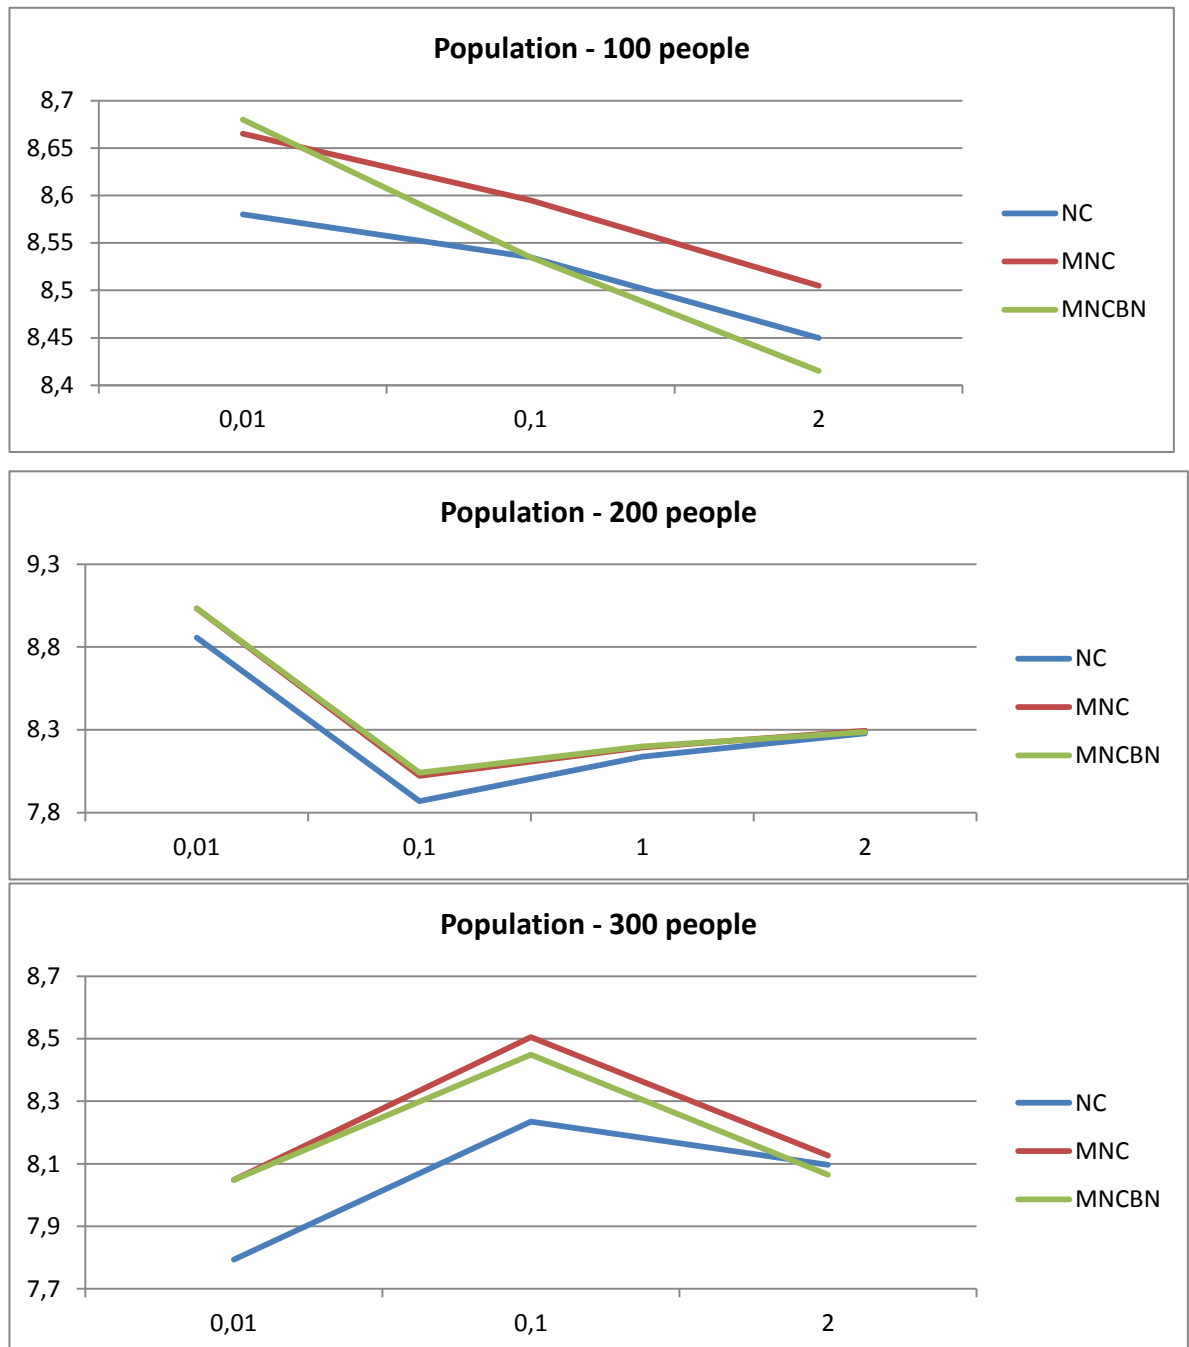 Population - 100 people
8,7
8,65
8,6
8,55
8,5
8,45
8,4
0,01 0,1 2
NC
MNC
MNCBN
Population - 200 people
9,3
8,8
8,3
7,8
0,01 0,1 1 2
NC
MNC
MNCBN
Population - 300 people
8,7
8,5
8,3
8,1
7,9
7,7
0,01 0,1 2
NC
MNC
MNCBN